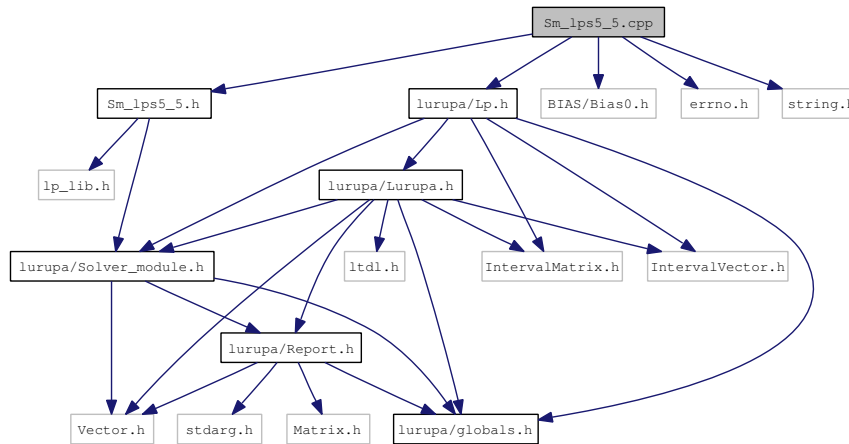 Sm_lps5_5.cpp
Sm_lps5_5.h
lurupa/Lp.h
BIAS/Bias0.h
errno.h
string.h
lp_lib.h
lurupa/Lurupa.h
lurupa/Solver_module.h
ltdl.h
IntervalMatrix.h
IntervalVector.h
lurupa/Report.h
Vector.h
stdarg.h
Matrix.h
lurupa/globals.h